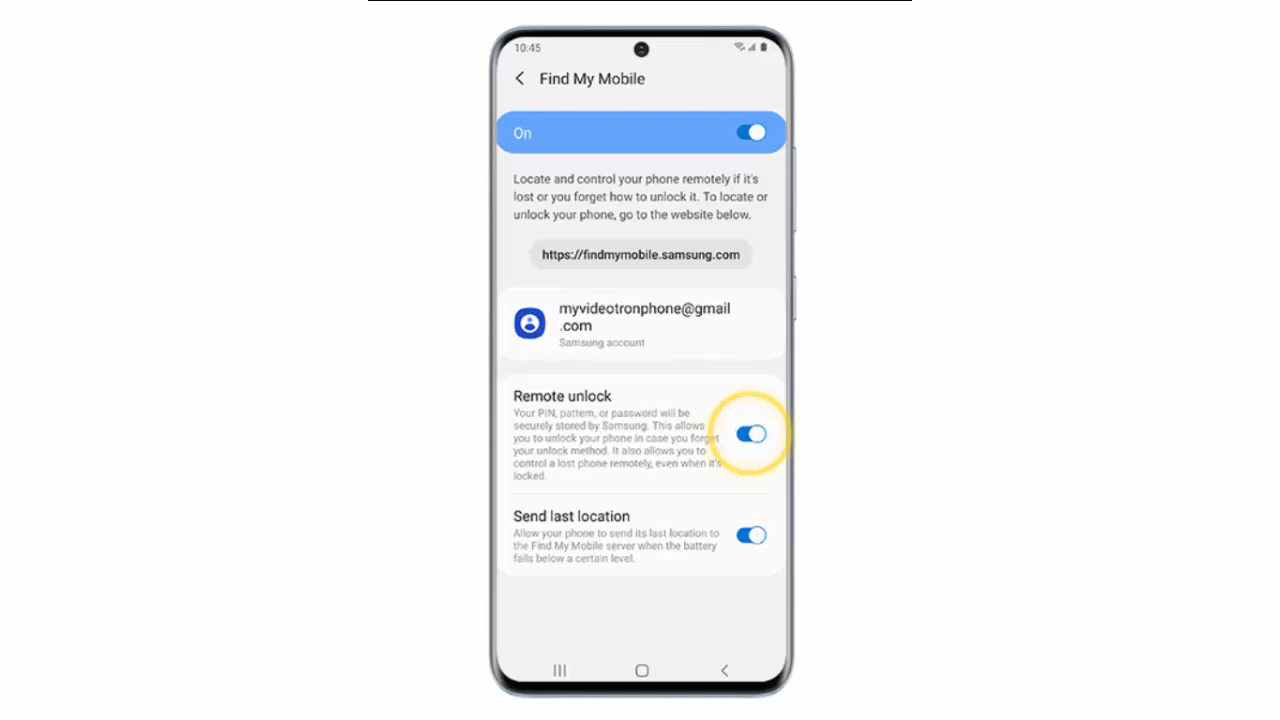 10:45
Find My Mobile
On
Locate and control your phone remotely if it's
lost or you forget how to unlock it. To locate or
unlock your phone, go to the website below.
https://findmymobile.samsung.com
myvideotronphone@gmail
.com
Samsung account
Remote unlock
Your PIN, pattern, or password will be
securely stored by Samsung. This allows
you to unlock your phone in case you forget
your unlock method. It also allows you to
control a lost phone remotely, even when it's
locked.
Send last location
Allow your phone to send its last location to
the Find My Mobile server when the battery
falls below a certain level.